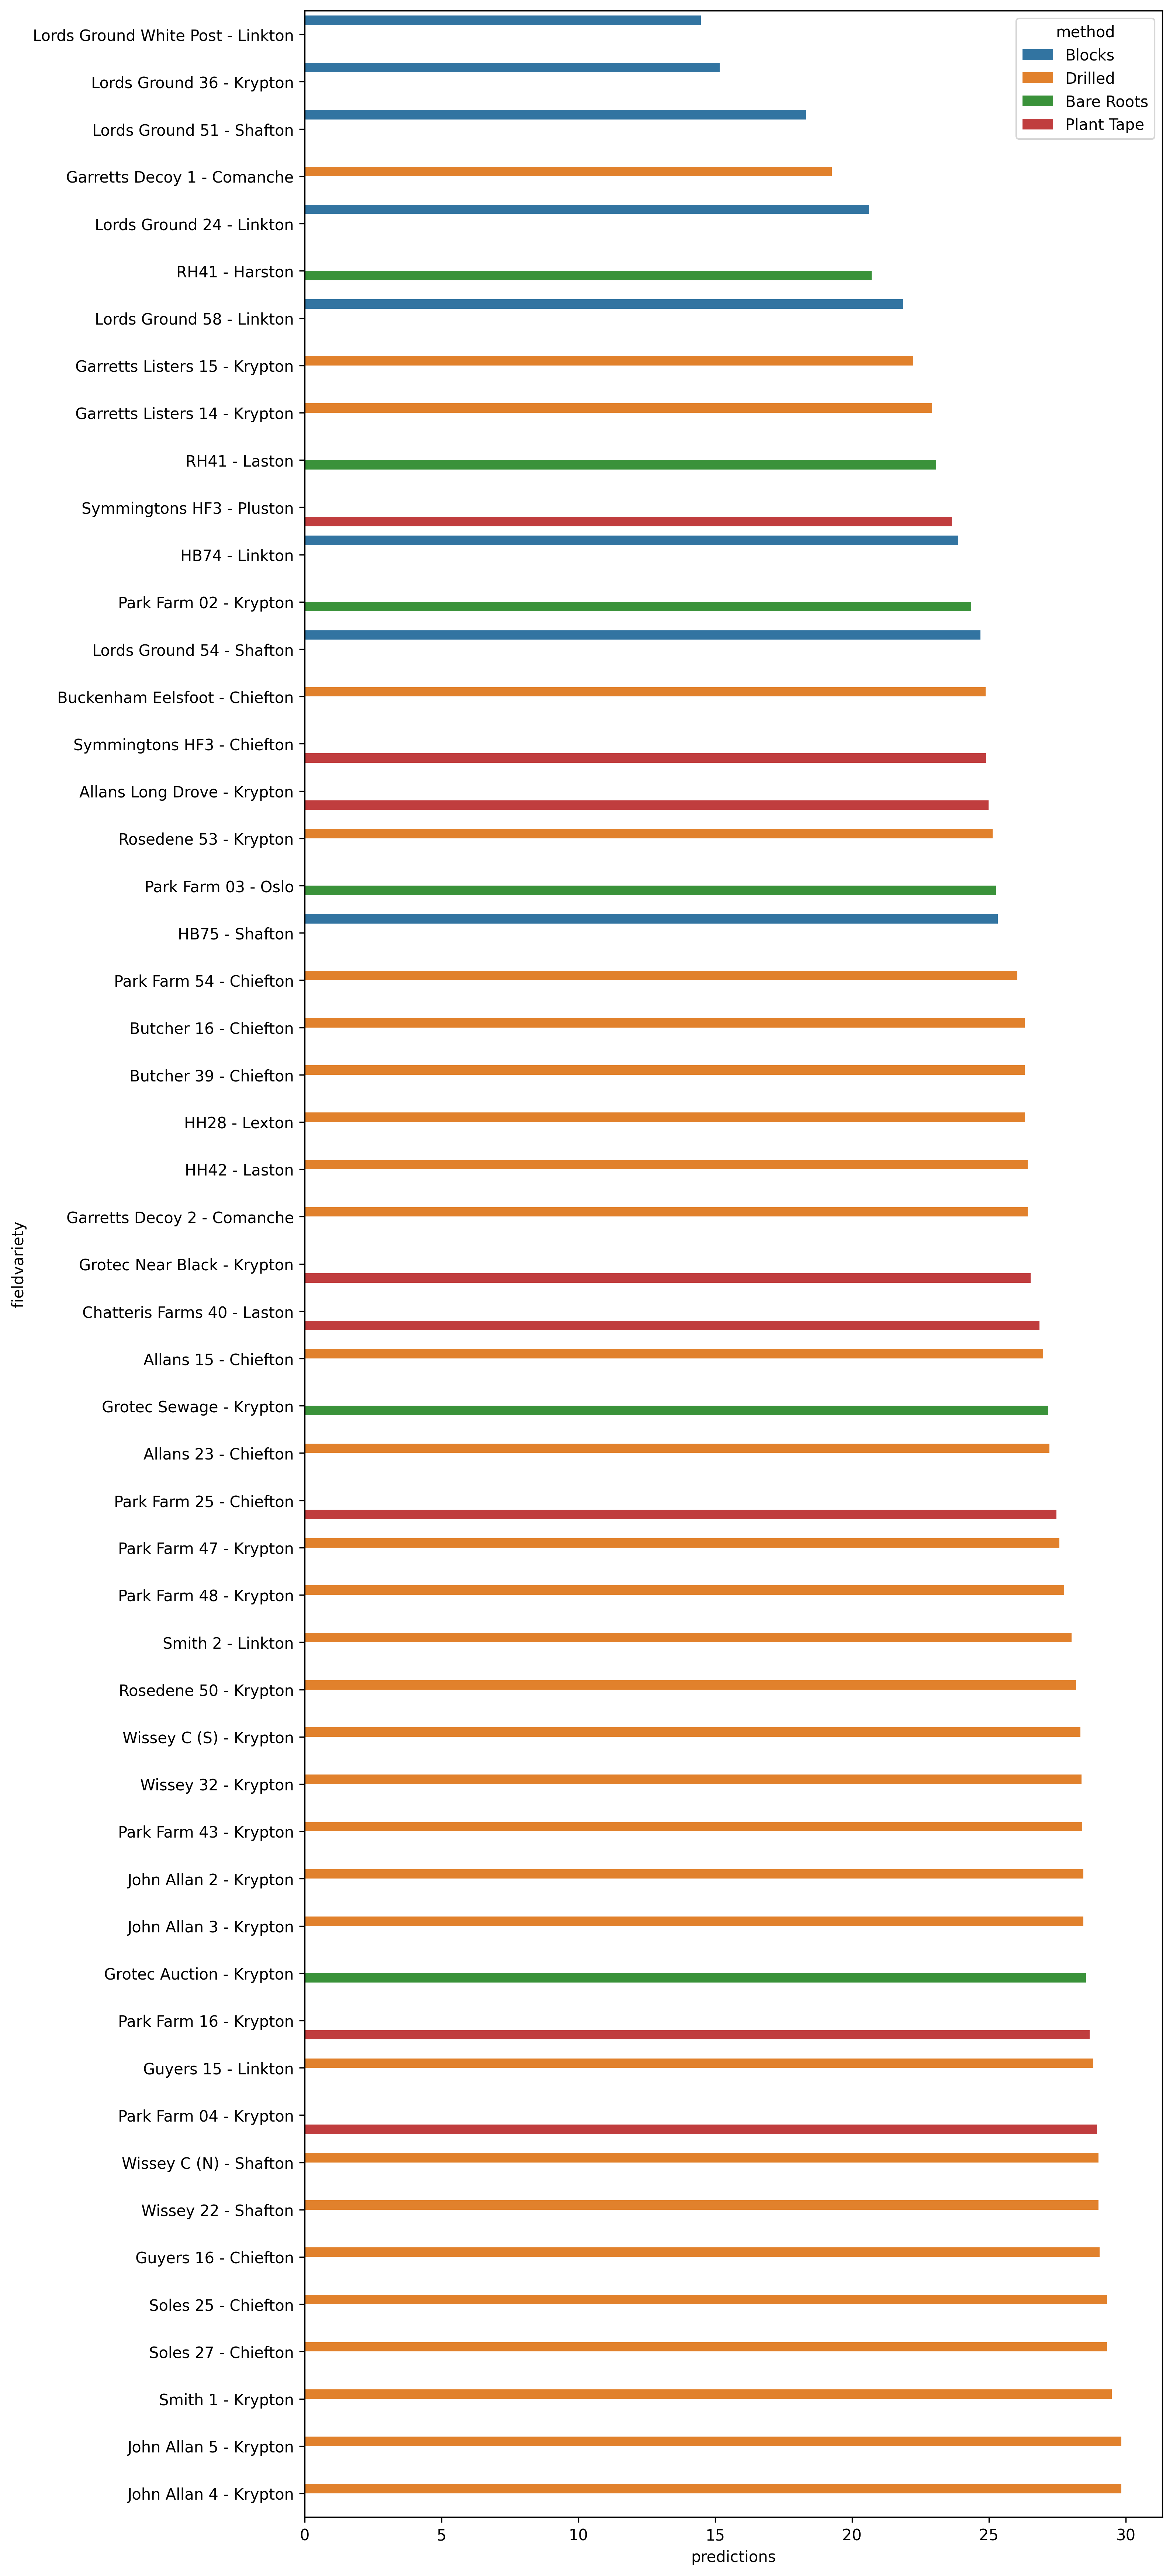 method
Blocks
Drilled
Bare Roots
Plant Tape
fieldvariety
Lords Ground White Post - Linkton
Lords Ground 36 - Krypton
Lords Ground 51 - Shafton
Garretts Decoy 1 - Comanche
Lords Ground 24 - Linkton
RH41 - Harston
Lords Ground 58 - Linkton
Garretts Listers 15 - Krypton
Garretts Listers 14 - Krypton
RH41 - Laston
Symmingtons HF3 - Pluston
HB74 - Linkton
Park Farm 02 - Krypton
Lords Ground 54 - Shafton
Buckenham Eelsfoot - Chiefton
Symmingtons HF3 - Chiefton
Allans Long Drove - Krypton
Rosedene 53 - Krypton
Park Farm 03 - Oslo
HB75 - Shafton
Park Farm 54 - Chiefton
Butcher 16 - Chiefton
Butcher 39 - Chiefton
HH28 - Lexton
HH42 - Laston
Garretts Decoy 2 - Comanche
Grotec Near Black - Krypton
Chatteris Farms 40 - Laston
Allans 15 - Chiefton
Grotec Sewage - Krypton
Allans 23 - Chiefton
Park Farm 25 - Chiefton
Park Farm 47 - Krypton
Park Farm 48 - Krypton
Smith 2 - Linkton
Rosedene 50 - Krypton
Wissey C (S) - Krypton
Wissey 32 - Krypton
Park Farm 43 - Krypton
John Allan 2 - Krypton
John Allan 3 - Krypton
Grotec Auction - Krypton
Park Farm 16 - Krypton
Guyers 15 - Linkton
Park Farm 04 - Krypton
Wissey C (N) - Shafton
Wissey 22 - Shafton
Guyers 16 - Chiefton
Soles 25 - Chiefton
Soles 27 - Chiefton
Smith 1 - Krypton
John Allan 5 - Krypton
John Allan 4 - Krypton
0 5 10 15 20 25 30
predictions